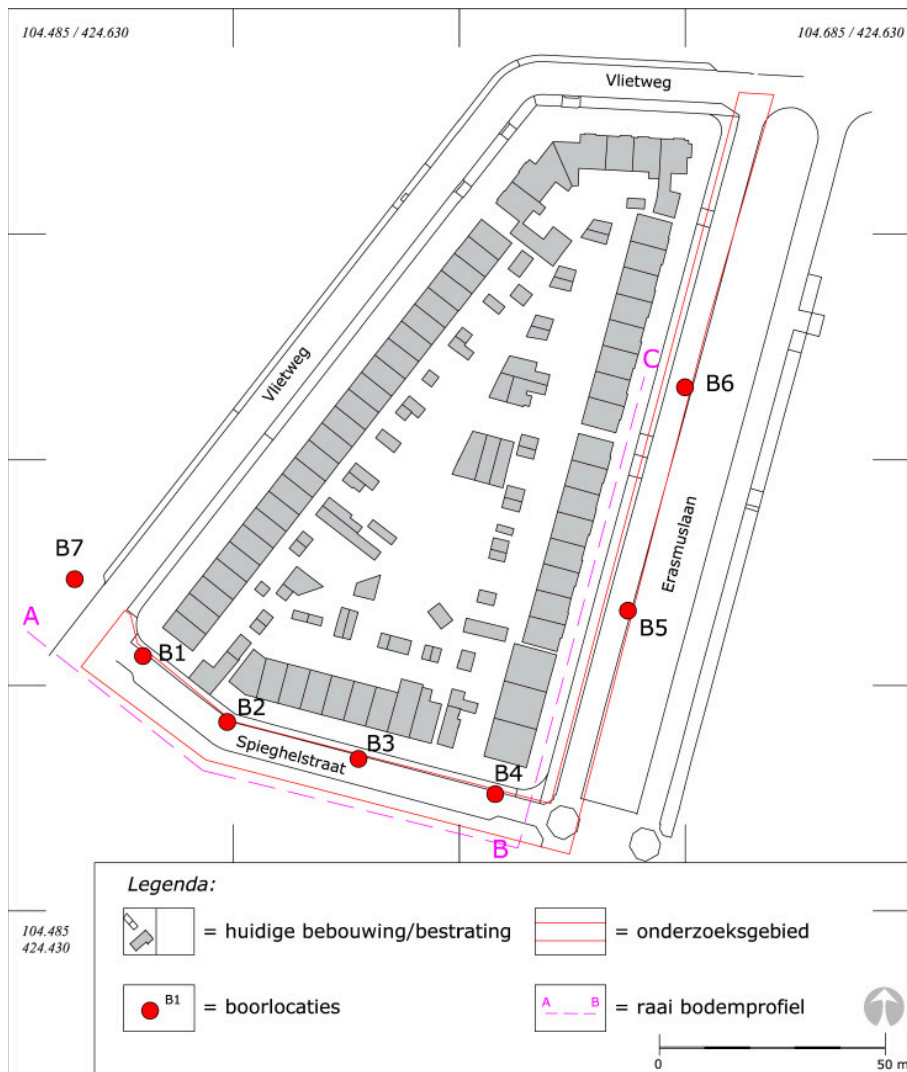 104.485 / 424.630
104.685 / 424.630
Vlietweg
Vlietweg
C
B6
Erasmuslaan
B7
A
B5
B1
B2
B3
Spieghelstraat
B4
B
Legenda:
104.485
424.430
= huidige bebouwing/bestrating
= onderzoeksgebied
B1
= boorlocaties
A B
= raai bodemprofiel
0
50 m